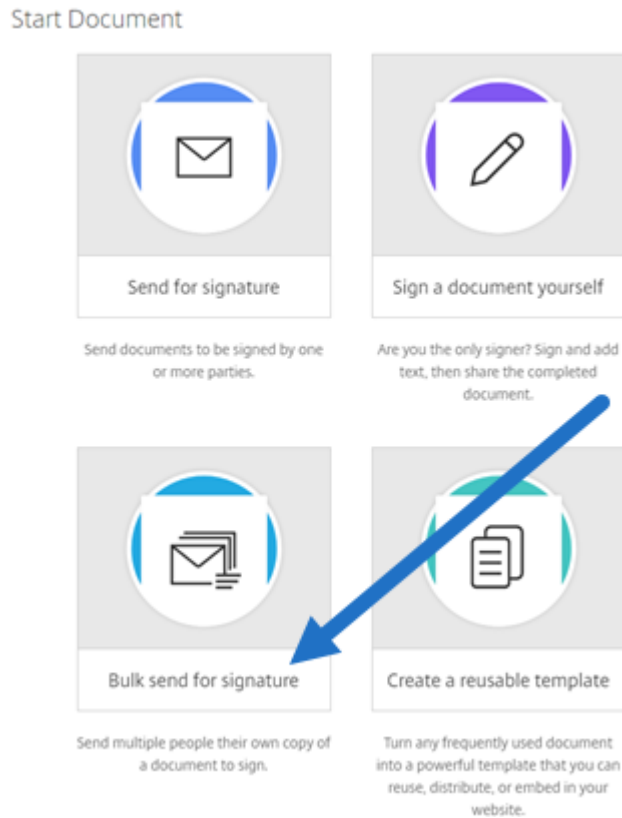 Start Document
Send for signature
Send documents to be signed by one
or more parties.
Sign a document yourself
Are you the only signer? Sign and add
text, then share the completed
document.
Bulk send for signature
Send multiple people their own copy of
a document to sign.
Create a reusable template
Turn any frequently used document
into a powerful template that you can
reuse, distribute, or embed in your
website.